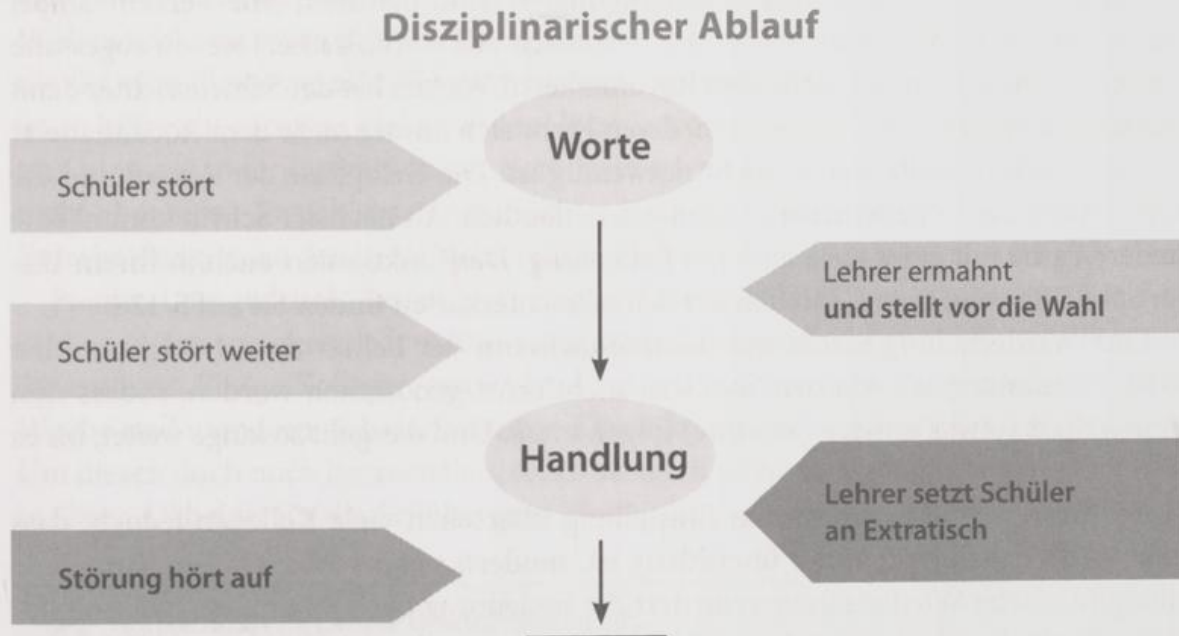 Disziplinarischer Ablauf
Worte
Schüler stört
Lehrer ermahnt
und stellt vor die Wahl
Schüler stört weiter
Handlung
Lehrer setzt Schüler
an Extratisch
Störung hört auf